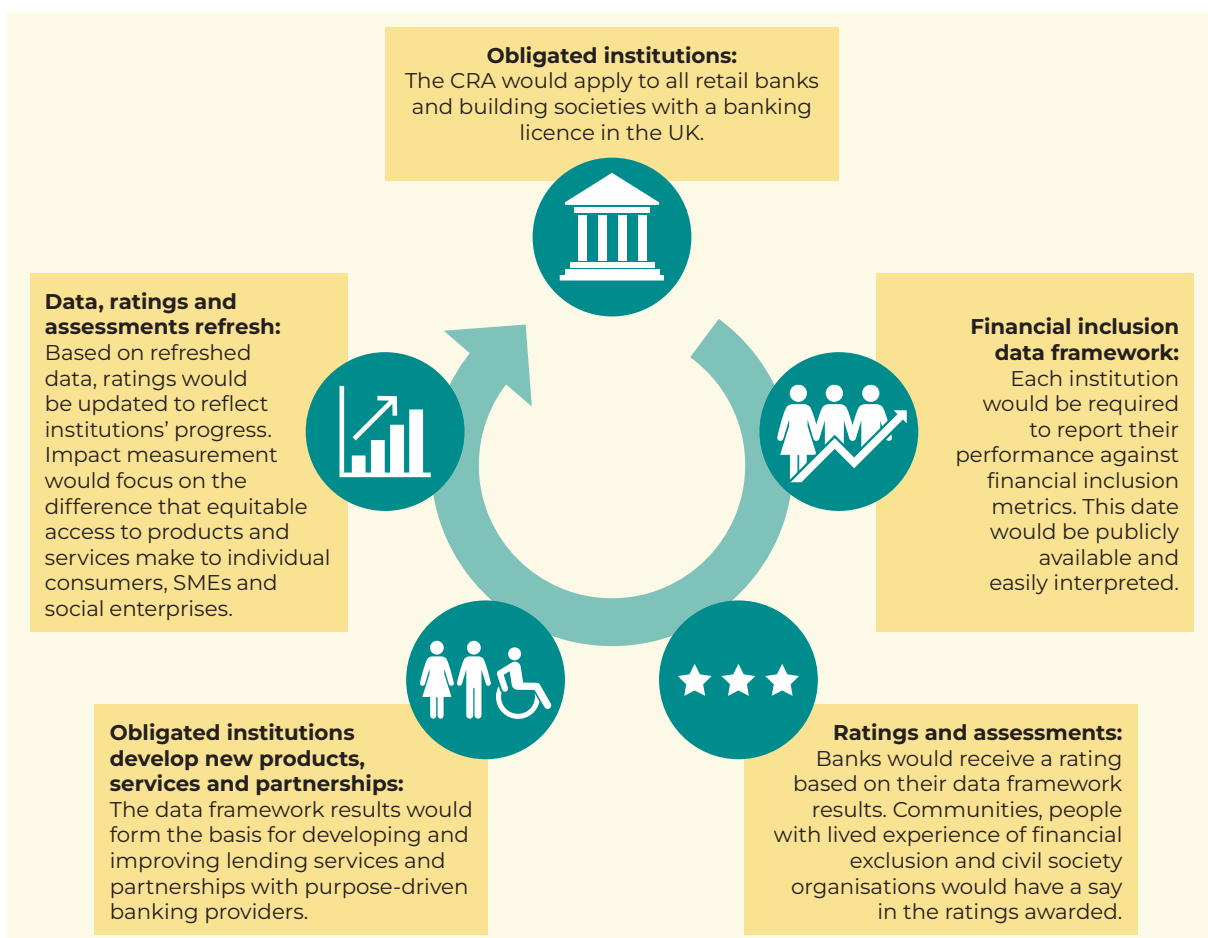 Obligated institutions:
The CRA would apply to all retail banks
and building societies with a banking
licence in the UK.
Financial inclusion
data framework:
Each institution
would be required
to report their
performance against
financial inclusion
metrics. This date
would be publicly
available and
easily interpreted.
Ratings and assessments:
Banks would receive a rating
based on their data framework
results. Communities, people
with lived experience of financial
exclusion and civil society
organisations would have a say
in the ratings awarded.
Obligated institutions
develop new products,
services and partnerships:
The data framework results would
form the basis for developing and
improving lending services and
partnerships with purpose-driven
banking providers.
Data, ratings and
assessments refresh:
Based on refreshed
data, ratings would
be updated to reflect
institutions’ progress.
Impact measurement
would focus on the
difference that equitable
access to products and
services make to individual
consumers, SMEs and
social enterprises.